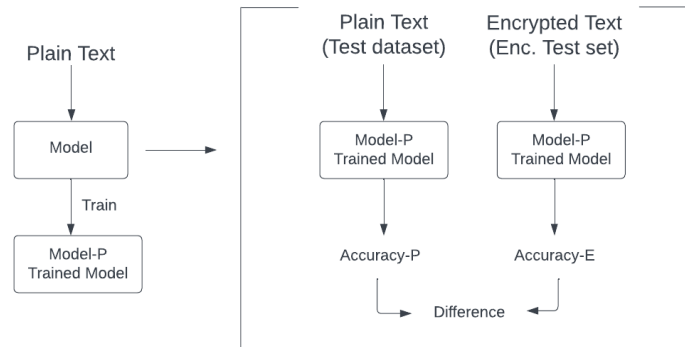 Plain Text
Model
Train
Model-P
Trained Model
Plain Text
(Test dataset)
Model-P
Trained Model
Accuracy-P
Encrypted Text
(Enc. Test set)
Model-P
Trained Model
Accuracy-E
Difference